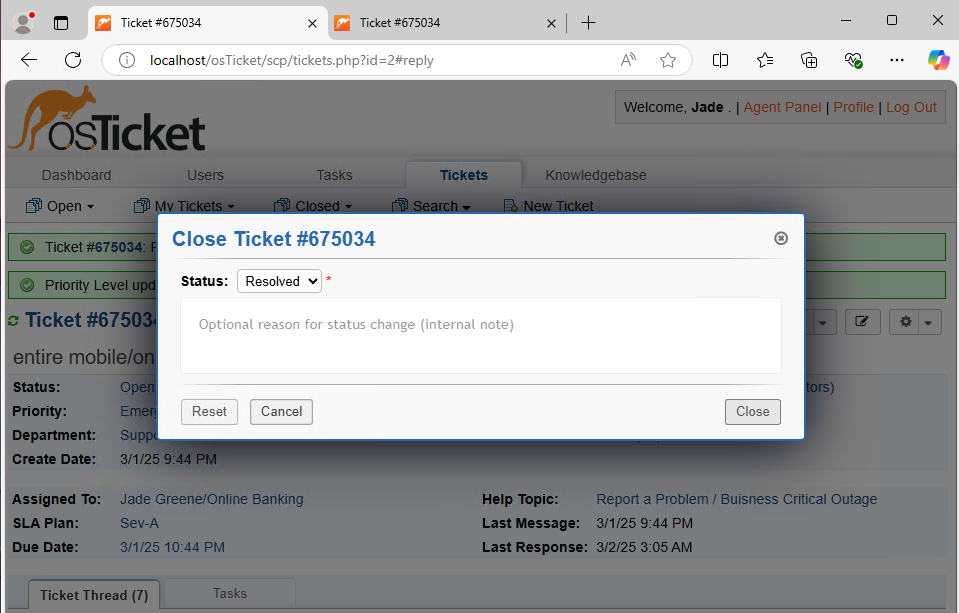 Ticket #675034
Ticket #675034
localhost/osTicket/scp/tickets.php?id=2#reply
osTicket
Welcome, Jade . | Agent Panel | Profile | Log Out
Dashboard Users Tasks Tickets Knowledgebase
Open My Tickets Closed Search New Ticket
Ticket #675034:
Priority Level upd
Ticket #67503
entire mobile/on
Close Ticket #675034
Status: Resolved *
Optional reason for status change (internal note)
Reset Cancel Close
Status: Open
tors)
Priority: Emer
Department: Suppo
Create Date: 3/1/25 9:44 PM
Assigned To: Jade Greene/Online Banking
SLA Plan: Sev-A
Due Date: 3/1/25 10:44 PM
Help Topic: Report a Problem / Buisness Critical Outage
Last Message: 3/1/25 9:44 PM
Last Response: 3/2/25 3:05 AM
Ticket Thread (7) Tasks